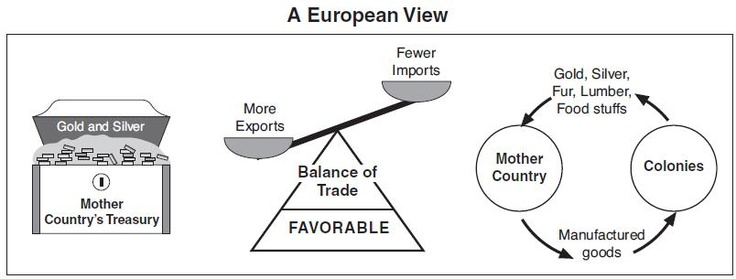 A European View
Gold and Silver
Mother
Country's Treasury
More
Exports
Fewer
Imports
Balance of
Trade
FAVORABLE
Gold, Silver,
Fur, Lumber,
Food stuffs
Mother
Country
Colonies
Manufactured
goods